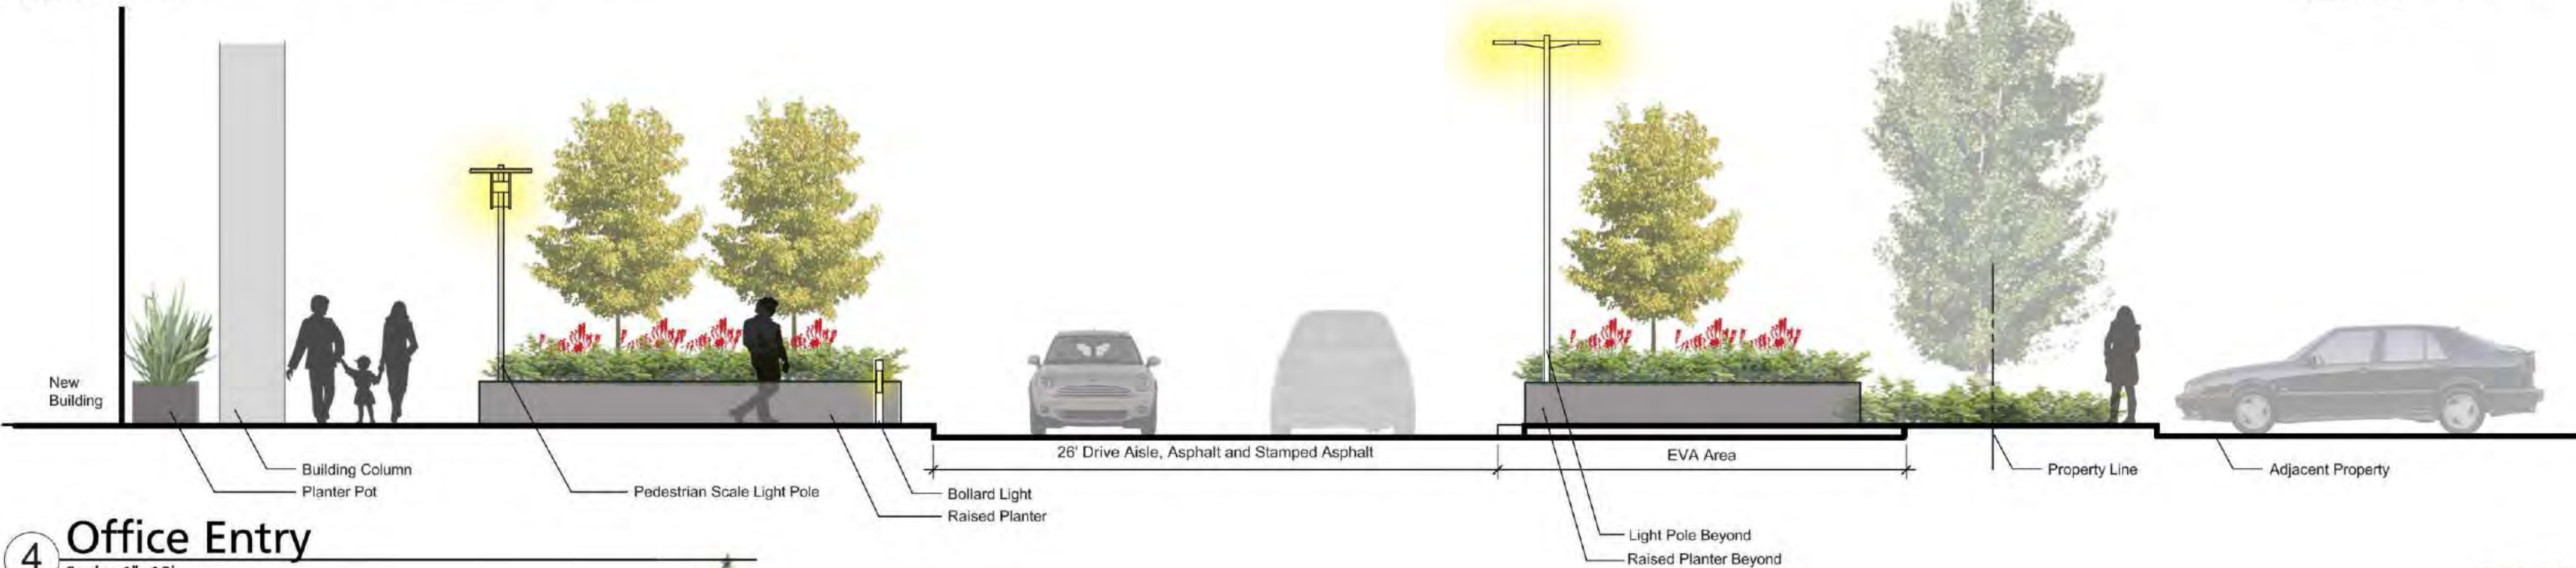 New
Building
26' Drive Aisle, Asphalt and Stamped Asphalt
EVA Area
Building Column
Planter Pot
Pedestrian Scale Light Pole
Bollard Light
Raised Planter
Property Line
Adjacent Property
Light Pole Beyond
Raised Planter Beyond
4 Office Entry